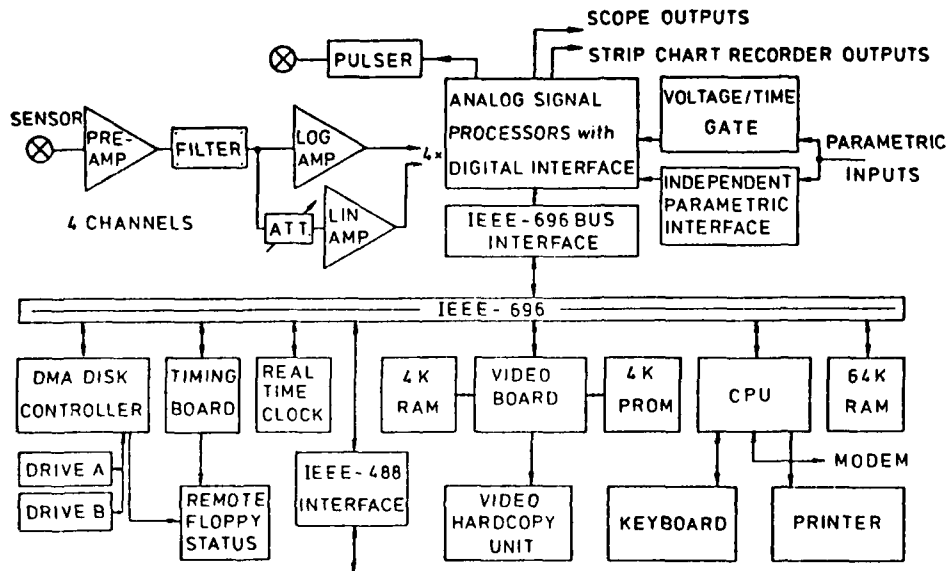 SCOPE OUTPUTS
STRIP CHART RECORDER OUTPUTS
PULSER
SENSOR
PRE-
AMP
FILTER
LOG
AMP
ATT.
LIN
AMP
4 CHANNELS
4×
ANALOG SIGNAL
PROCESSORS with
DIGITAL INTERFACE
VOLTAGE/TIME
GATE
PARAMETRIC
INPUTS
INDEPENDENT
PARAMETRIC
INTERFACE
IEEE-696 BUS
INTERFACE
IEEE-696
DMA DISK
CONTROLLER
TIMING
BOARD
REAL
TIME
CLOCK
4K
RAM
VIDEO
BOARD
4K
PROM
CPU
64K
RAM
DRIVE A
DRIVE B
REMOTE
FLOPPY
STATUS
IEEE-488
INTERFACE
VIDEO
HARDCOPY
UNIT
MODEM
KEYBOARD
PRINTER